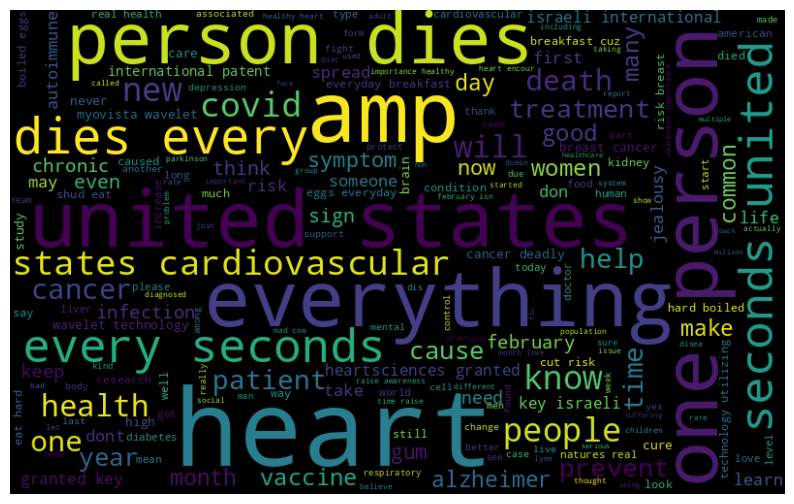 real health
associated
healthy heart
type
adult
cardiovascular
israeli international
including
made
person dies
autoimmune
boiled eggs
care
form
diet
used
fight
breakfast cuz
taking
american
many
international patent
spread
importance healthy
heart encour
first
death
died
new
depression
everyday breakfast
never
called
face
day
report
risk breast
person
united
covid
amp
treatment
myovista wavelet
thank
seem
multiple
good
part
dies every
protect
will
breast cancer
chronic
caused
parkinson
symptom
group
healthcare
non
doesn
kidney
start
another
think
someone
brain
now
women
due
may
even
long
rate
risk
eggs everyday
condition
don
food
system
common
jealousy
much
important
shud eat
started
human
show
team
increase
february isn
life
united states
problem
join
sign
support
actually
back
study
million
states cardiovascular
cancer deadly
help
doctor
please
today
cancer
diagnosed
dis
everything
hard boiled
say
infection
liver
control
flu
among
wavelet technology
mad cow
mental
population
make
february
sure
issue
every seconds
cause
disea
month love
kind
cut risk
time
keep
heartsciences granted
well
really
patient
bad
body
research
raise awareness
cell
different
know
week
one
seconds
technology utilizing
eat hard
social
man
way
need
found
yes
men
take
world
time raise
key israeli
suffering
health
got
children
rare
let
last
high
change
people
cure
dont
diabetes
still
better
case
live
lyme
serious
natures real
level
love
one
year
mean
heart
gum
see
prevent
month
vaccine
respiratory
alzheimer
thought
using
look
learn
granted key
believe